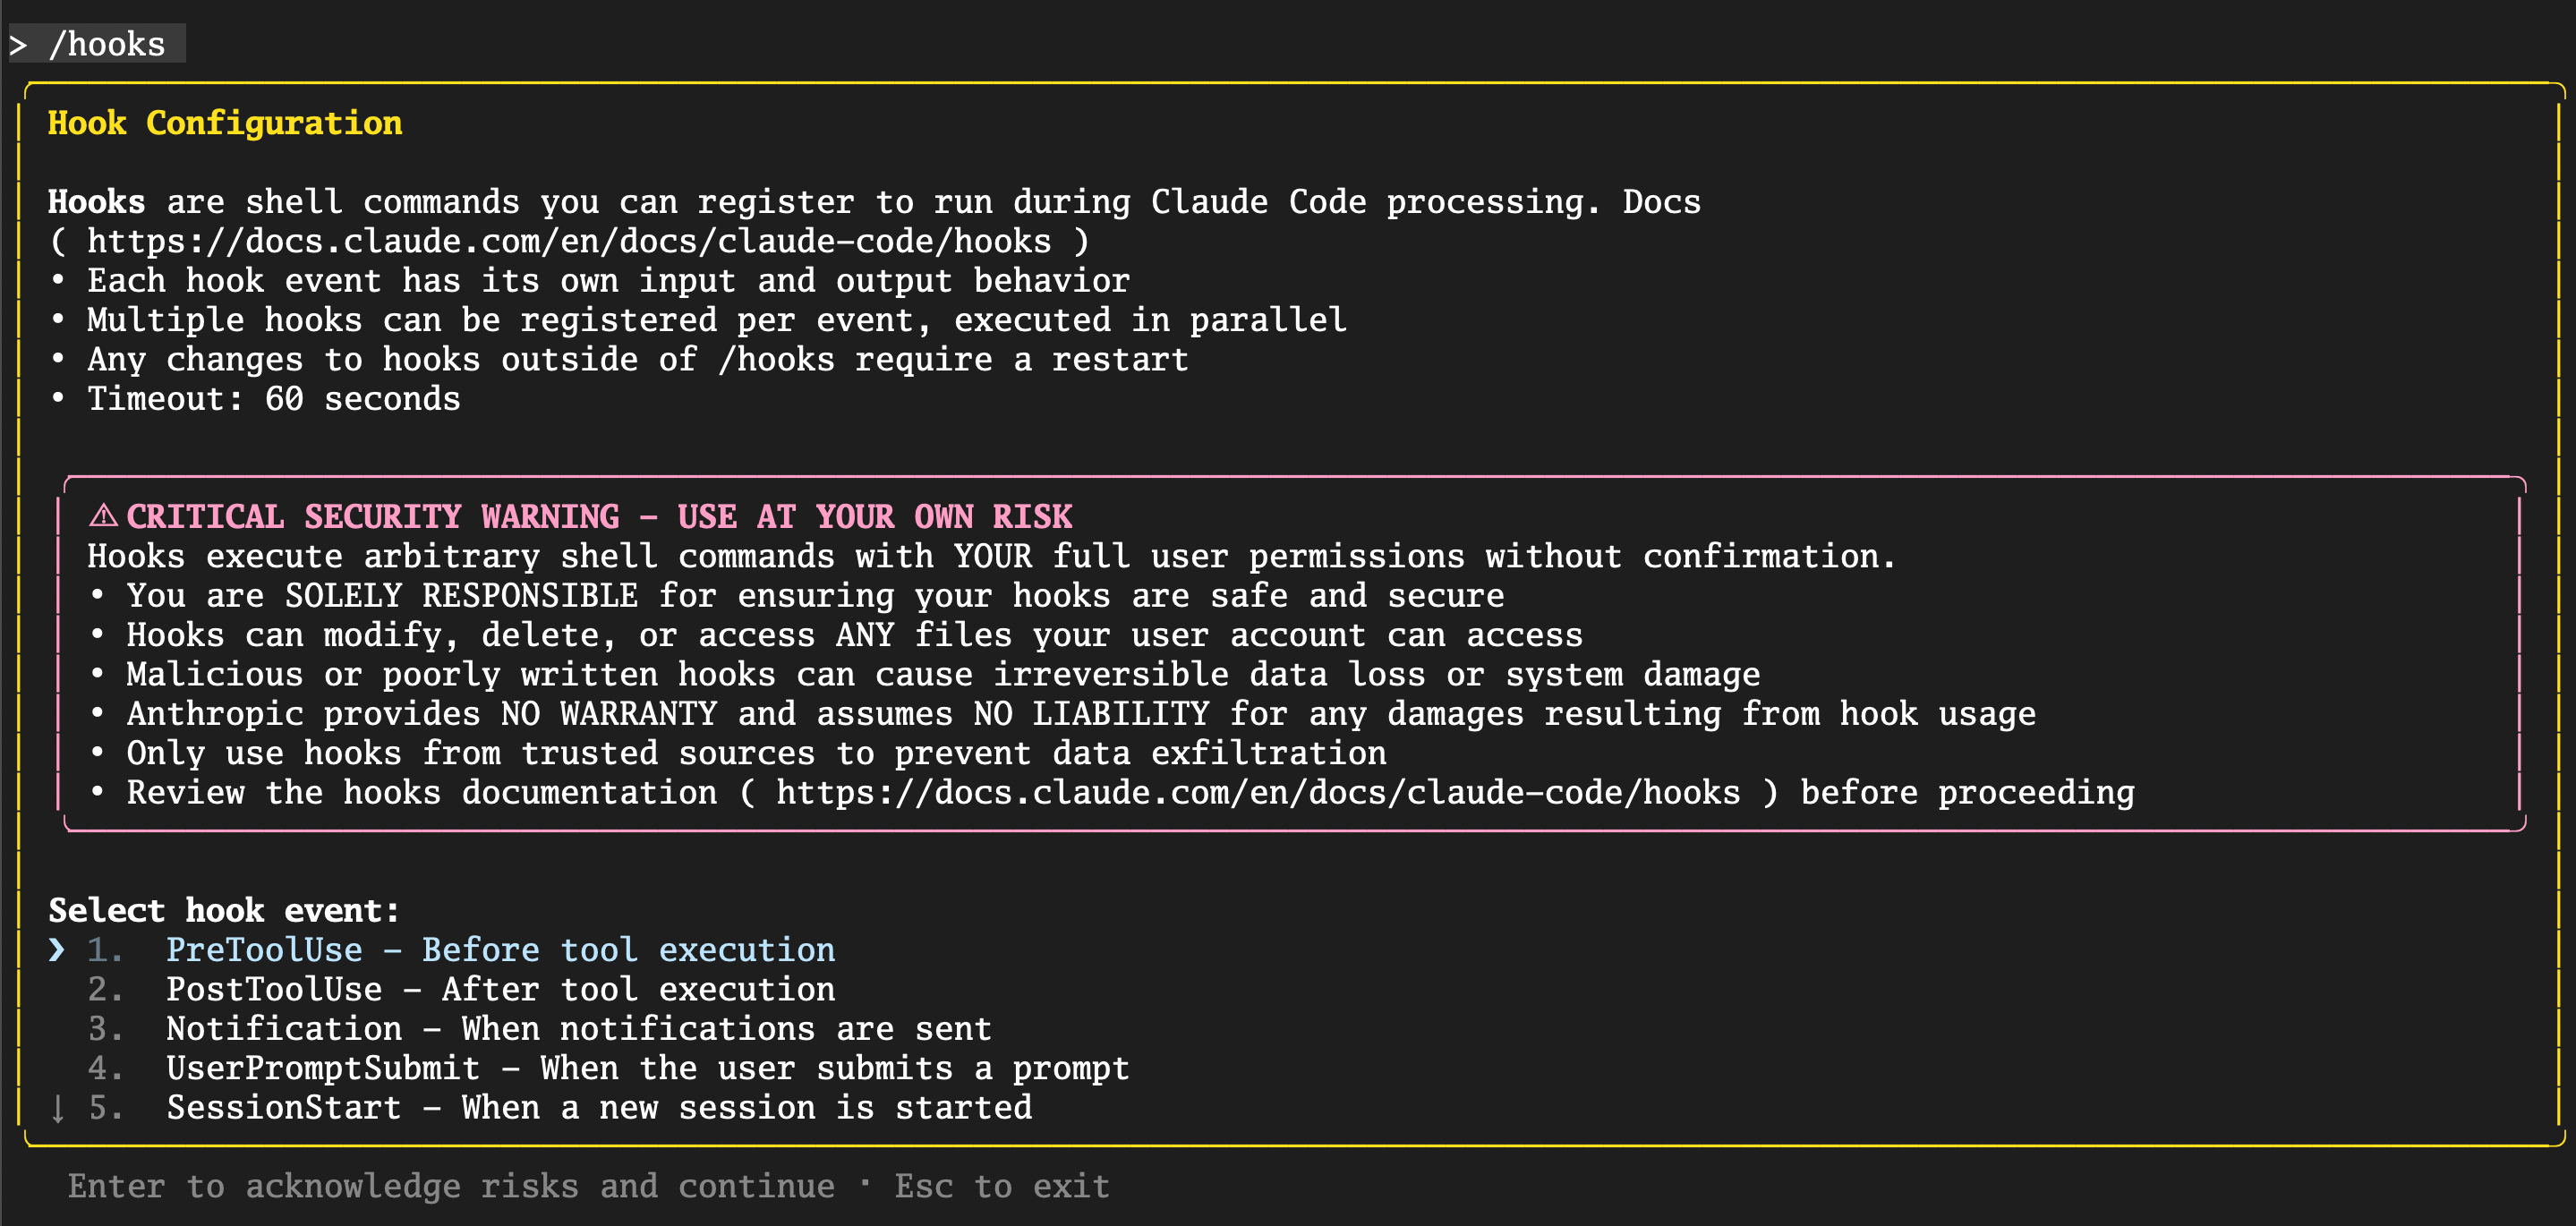 > /hooks
Hook Configuration
Hooks are shell commands you can register to run during Claude Code processing. Docs
( https://docs.claude.com/en/docs/claude-code/hooks )
• Each hook event has its own input and output behavior
• Multiple hooks can be registered per event, executed in parallel
• Any changes to hooks outside of /hooks require a restart
• Timeout: 60 seconds
⚠ CRITICAL SECURITY WARNING – USE AT YOUR OWN RISK
Hooks execute arbitrary shell commands with YOUR full user permissions without confirmation.
• You are SOLELY RESPONSIBLE for ensuring your hooks are safe and secure
• Hooks can modify, delete, or access ANY files your user account can access
• Malicious or poorly written hooks can cause irreversible data loss or system damage
• Anthropic provides NO WARRANTY and assumes NO LIABILITY for any damages resulting from hook usage
• Only use hooks from trusted sources to prevent data exfiltration
• Review the hooks documentation ( https://docs.claude.com/en/docs/claude-code/hooks ) before proceeding
Select hook event:
❯ 1. PreToolUse – Before tool execution
2. PostToolUse – After tool execution
3. Notification – When notifications are sent
4. UserPromptSubmit – When the user submits a prompt
↓ 5. SessionStart – When a new session is started
Enter to acknowledge risks and continue · Esc to exit